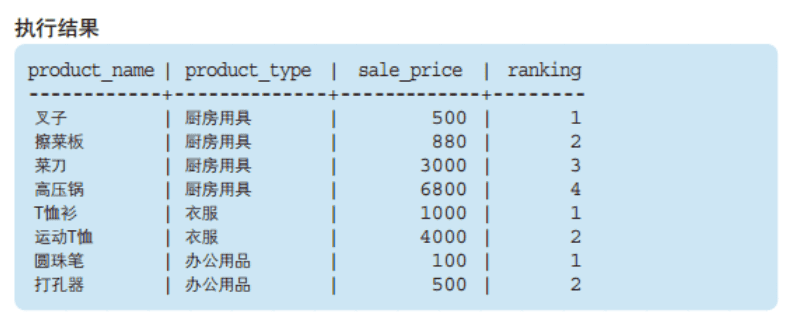 执行结果
product_name | product_type | sale_price | ranking
------------+--------------+------------+--------
叉子 | 厨房用具 | 500 | 1
擦菜板 | 厨房用具 | 880 | 2
菜刀 | 厨房用具 | 3000 | 3
高压锅 | 厨房用具 | 6800 | 4
T恤衫 | 衣服 | 1000 | 1
运动T恤 | 衣服 | 4000 | 2
圆珠笔 | 办公用品 | 100 | 1
打孔器 | 办公用品 | 500 | 2